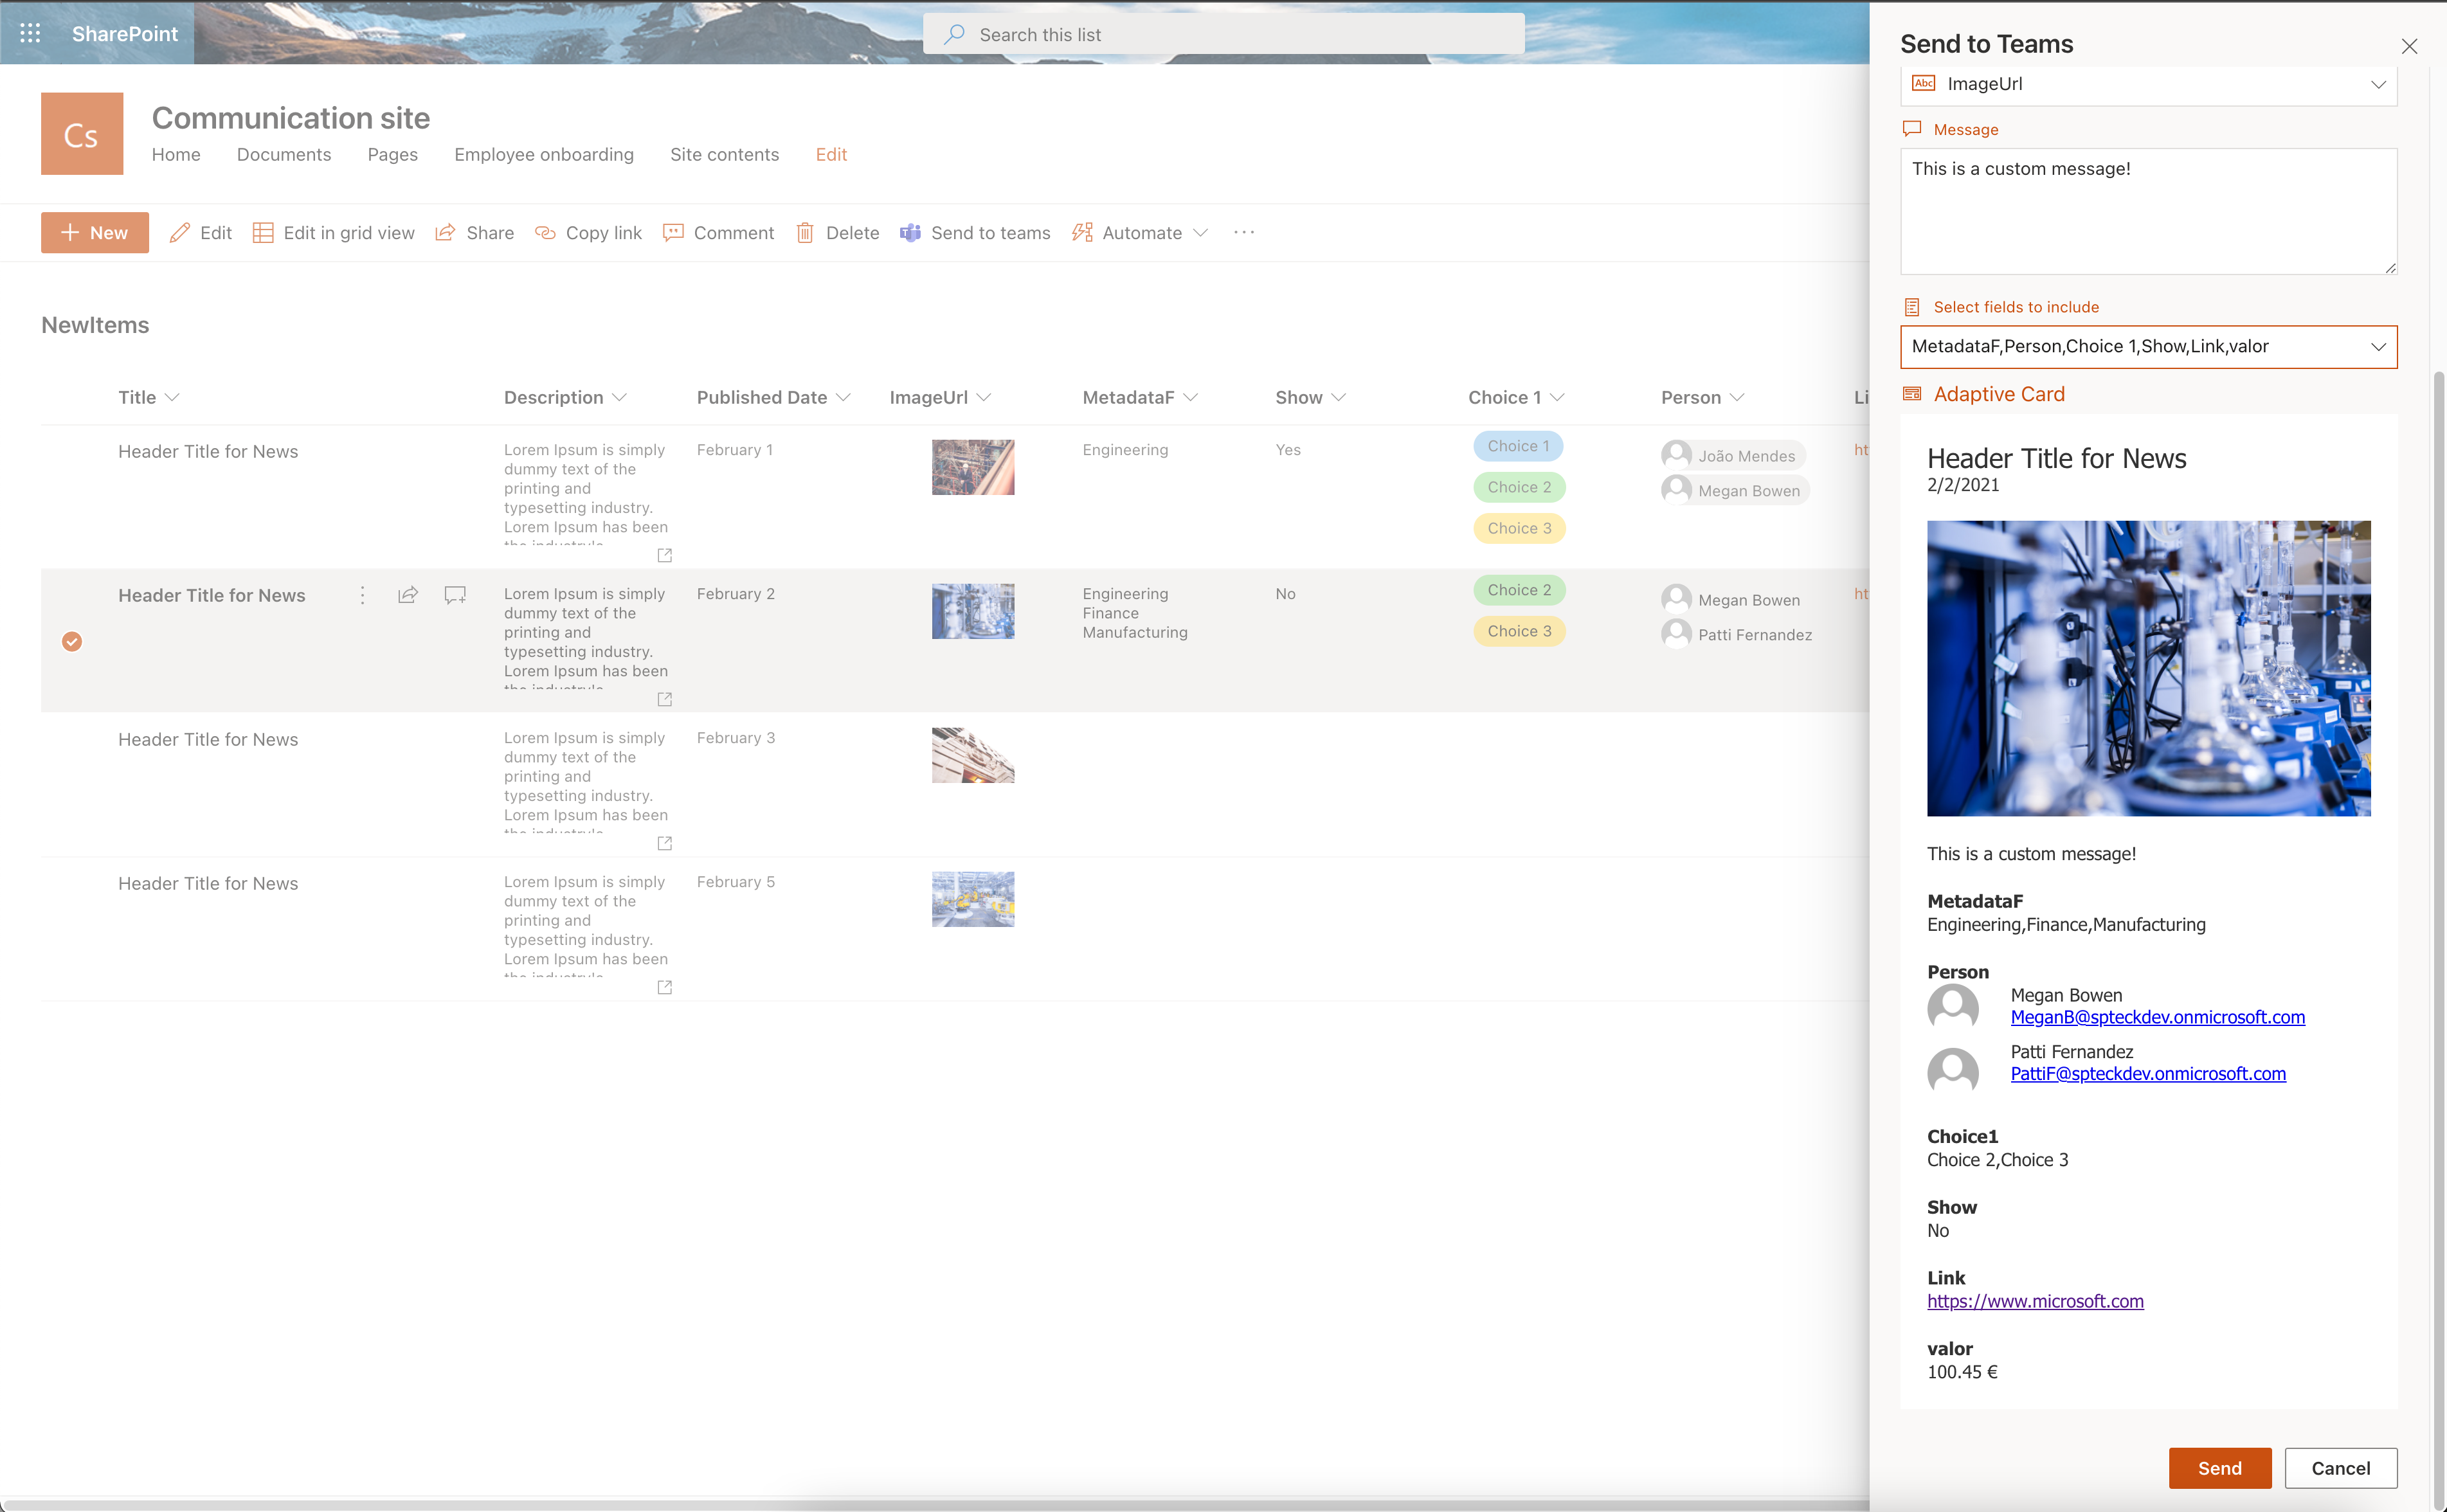 SharePoint
Search this list
Cs
Communication site
Home Documents Pages Employee onboarding Site contents Edit
New Edit Edit in grid view Share Copy link Comment Delete Send to teams Automate
NewItems
Title Description Published Date ImageUrl MetadataF Show Choice 1 Person Li
Header Title for News
Lorem Ipsum is simply
dummy text of the
printing and
typesetting industry.
Lorem Ipsum has been
the industry's
February 1
Engineering
Yes
Choice 1
Choice 2
Choice 3
João Mendes
Megan Bowen
ht
Header Title for News
Lorem Ipsum is simply
dummy text of the
printing and
typesetting industry.
Lorem Ipsum has been
the industry's
February 2
Engineering
Finance
Manufacturing
No
Choice 2
Choice 3
Megan Bowen
Patti Fernandez
ht
Header Title for News
Lorem Ipsum is simply
dummy text of the
printing and
typesetting industry.
Lorem Ipsum has been
the industry's
February 3
Header Title for News
Lorem Ipsum is simply
dummy text of the
printing and
typesetting industry.
Lorem Ipsum has been
the industry's
February 5
Send to Teams
Abc ImageUrl
Message
This is a custom message!
Select fields to include
MetadataF,Person,Choice 1,Show,Link,valor
Adaptive Card
Header Title for News
2/2/2021
This is a custom message!
MetadataF
Engineering,Finance,Manufacturing
Person
Megan Bowen
MeganB@spteckdev.onmicrosoft.com
Patti Fernandez
PattiF@spteckdev.onmicrosoft.com
Choice1
Choice 2,Choice 3
Show
No
Link
https://www.microsoft.com
valor
100.45 €
Send Cancel